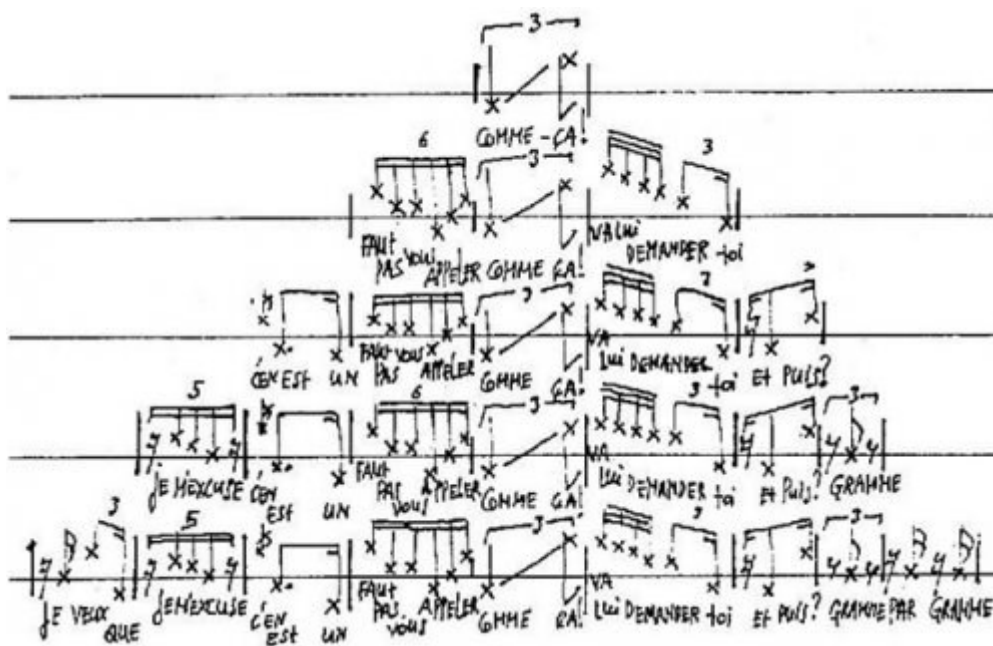 3
COMME-ÇA!
6 3 3
FAUT PAS VOUS APPELER COMME ÇA! VA LUI DEMANDER toi
C'EN EST UN FAUT PAS VOUS APPELER COMME ÇA! VA LUI DEMANDER toi ET PUIS?
5 6 3 3 3
JE M'EXCUSE C'EN EST UN FAUT PAS VOUS APPELER COMME ÇA! VA LUI DEMANDER toi ET PUIS? GRAMME
3 5 3 3
JE VEUX QUE JE M'EXCUSE C'EN EST UN FAUT PAS VOUS APPELER COMME ÇA! VA LUI DEMANDER toi ET PUIS? GRAMME PAR GRAMME